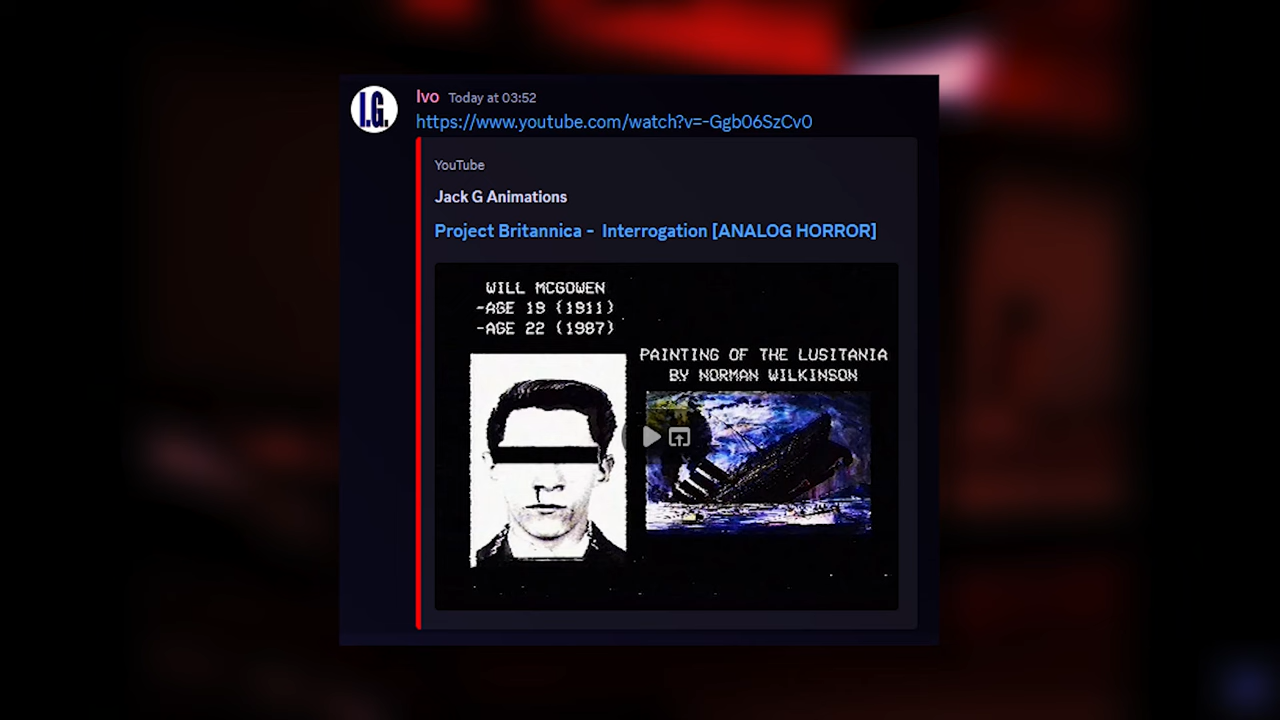 I.G.
Ivo Today at 03:52
https://www.youtube.com/watch?v=-Ggb06SzCv0
YouTube
Jack G Animations
Project Britannica - Interrogation [ANALOG HORROR]
WILL MCGOWEN
-AGE 19 (1911)
-AGE 22 (1987)
PAINTING OF THE LUSITANIA
BY NORMAN WILKINSON